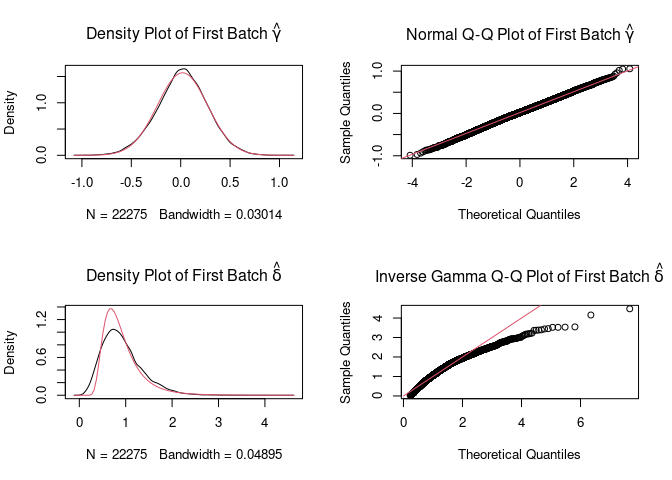 Density Plot of First Batch γ̂
Density
0.0 1.0
-1.0 -0.5 0.0 0.5 1.0
N = 22275 Bandwidth = 0.03014
Normal Q-Q Plot of First Batch γ̂
Sample Quantiles
-1.0 0.0 1.0
-4 -2 0 2 4
Theoretical Quantiles
Density Plot of First Batch δ̂
Density
0.0 0.6 1.2
0 1 2 3 4
N = 22275 Bandwidth = 0.04895
Inverse Gamma Q-Q Plot of First Batch δ̂
Sample Quantiles
0 1 2 3 4
0 2 4 6
Theoretical Quantiles